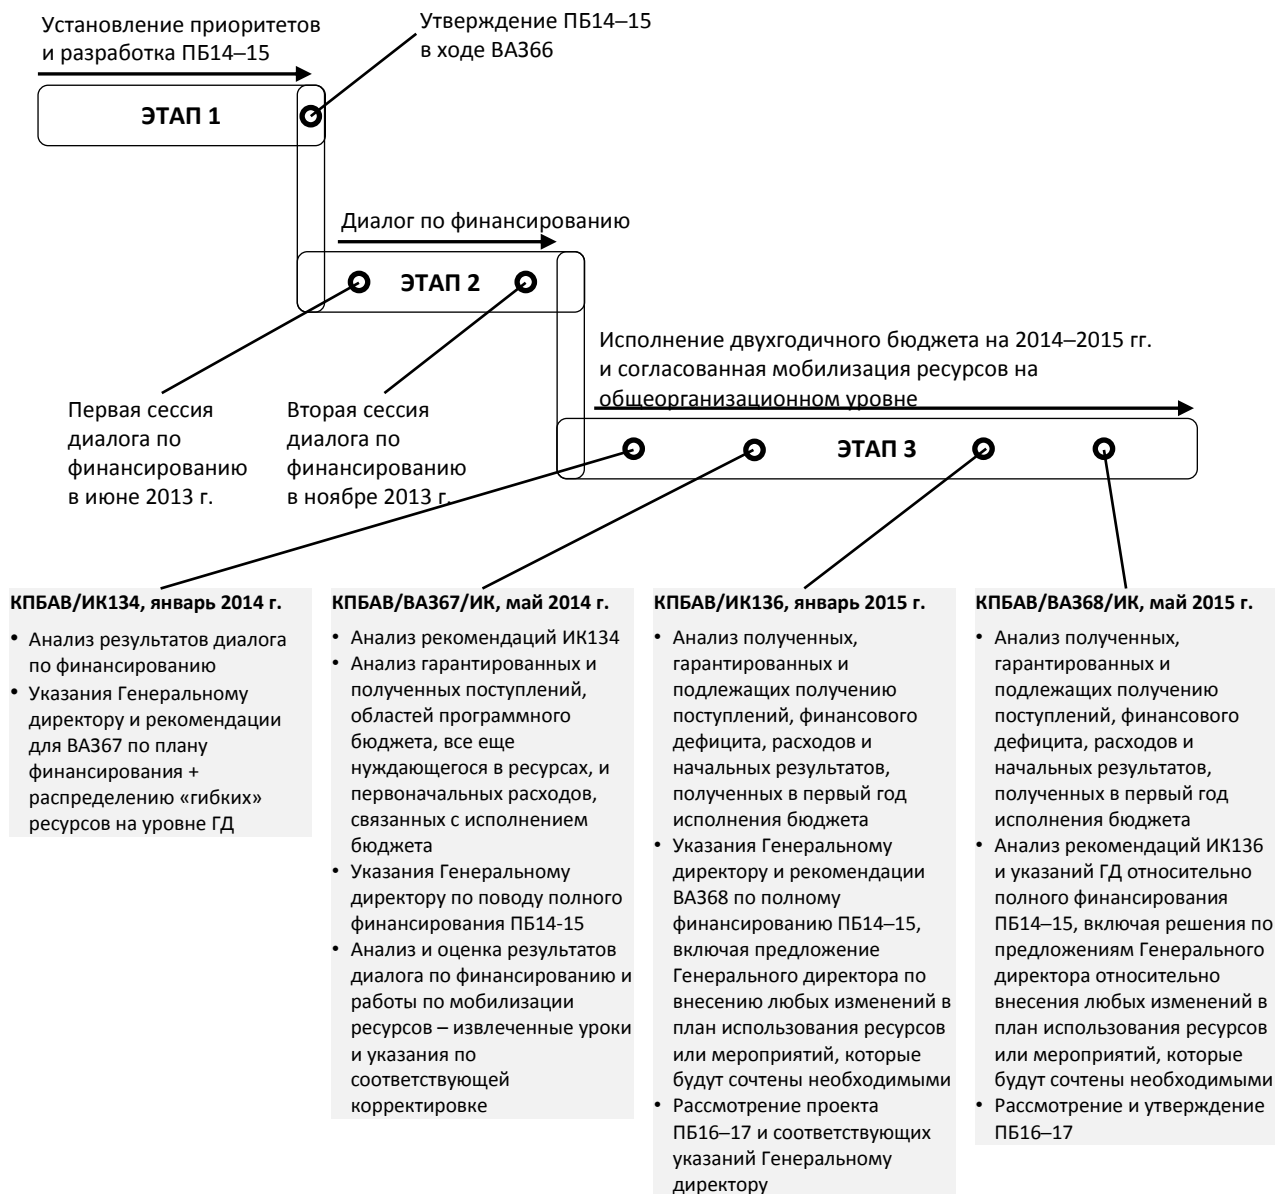 Установление приоритетов
и разработка ПБ14–15
Утверждение ПБ14–15
в ходе ВА366
ЭТАП 1
Диалог по финансированию
ЭТАП 2
Исполнение двухгодичного бюджета на 2014–2015 гг.
и согласованная мобилизация ресурсов на
общеорганизационном уровне
Первая сессия
диалога по
финансированию
в июне 2013 г.
Вторая сессия
диалога по
финансированию
в ноябре 2013 г.
ЭТАП 3
КПБАВ/ИК134, январь 2014 г.
• Анализ результатов диалога
по финансированию
• Указания Генеральному
директору и рекомендации
для ВА367 по плану
финансирования +
распределению «гибких»
ресурсов на уровне ГД
КПБАВ/ВА367/ИК, май 2014 г.
• Анализ рекомендаций ИК134
• Анализ гарантированных и
полученных поступлений,
областей программного
бюджета, все еще
нуждающегося в ресурсах, и
первоначальных расходов,
связанных с исполнением
бюджета
• Указания Генеральному
директору по поводу полного
финансирования ПБ14-15
• Анализ и оценка результатов
диалога по финансированию и
работы по мобилизации
ресурсов – извлеченные уроки
и указания по
соответствующей
корректировке
КПБАВ/ИК136, январь 2015 г.
• Анализ полученных,
гарантированных и
подлежащих получению
поступлений, финансового
дефицита, расходов и
начальных результатов,
полученных в первый год
исполнения бюджета
• Указания Генеральному
директору и рекомендации
ВА368 по полному
финансированию ПБ14–15,
включая предложение
Генерального директора по
внесению любых изменений в
план использования ресурсов
или мероприятий, которые
будут сочтены необходимыми
• Рассмотрение проекта
ПБ16–17 и соответствующих
указаний Генеральному
директору
КПБАВ/ВА368/ИК, май 2015 г.
• Анализ полученных,
гарантированных и
подлежащих получению
поступлений, финансового
дефицита, расходов и
начальных результатов,
полученных в первый год
исполнения бюджета
• Анализ рекомендаций ИК136
и указаний ГД относительно
полного финансирования
ПБ14–15, включая решения по
предложениям Генерального
директора относительно
внесения любых изменений в
план использования ресурсов
или мероприятий, которые
будут сочтены необходимыми
• Рассмотрение и утверждение
ПБ16–17